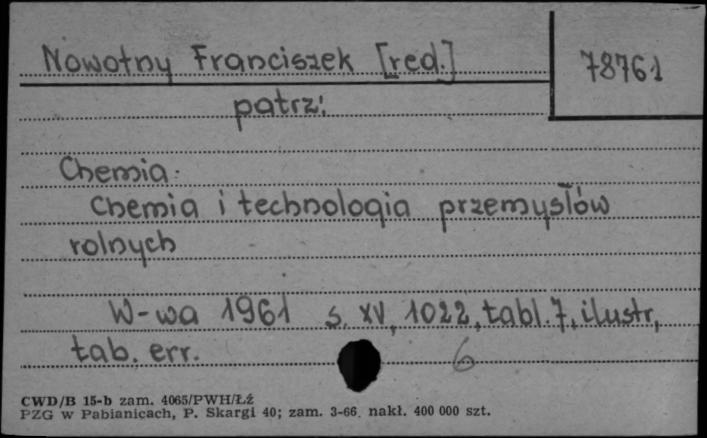 Nowotny Franciszek [red.]
78761
patrz:
Chemia.
Chemia i technologia przemysłów
rolnych
W-wa 1961 s. XV, 1022, tabl. 7, ilustr,
tab. err.
6
CWD/B 15-b zam. 4065/PWH/Łź
PZG w Pabianicach, P. Skargi 40; zam. 3-66. nakł. 400 000 szt.